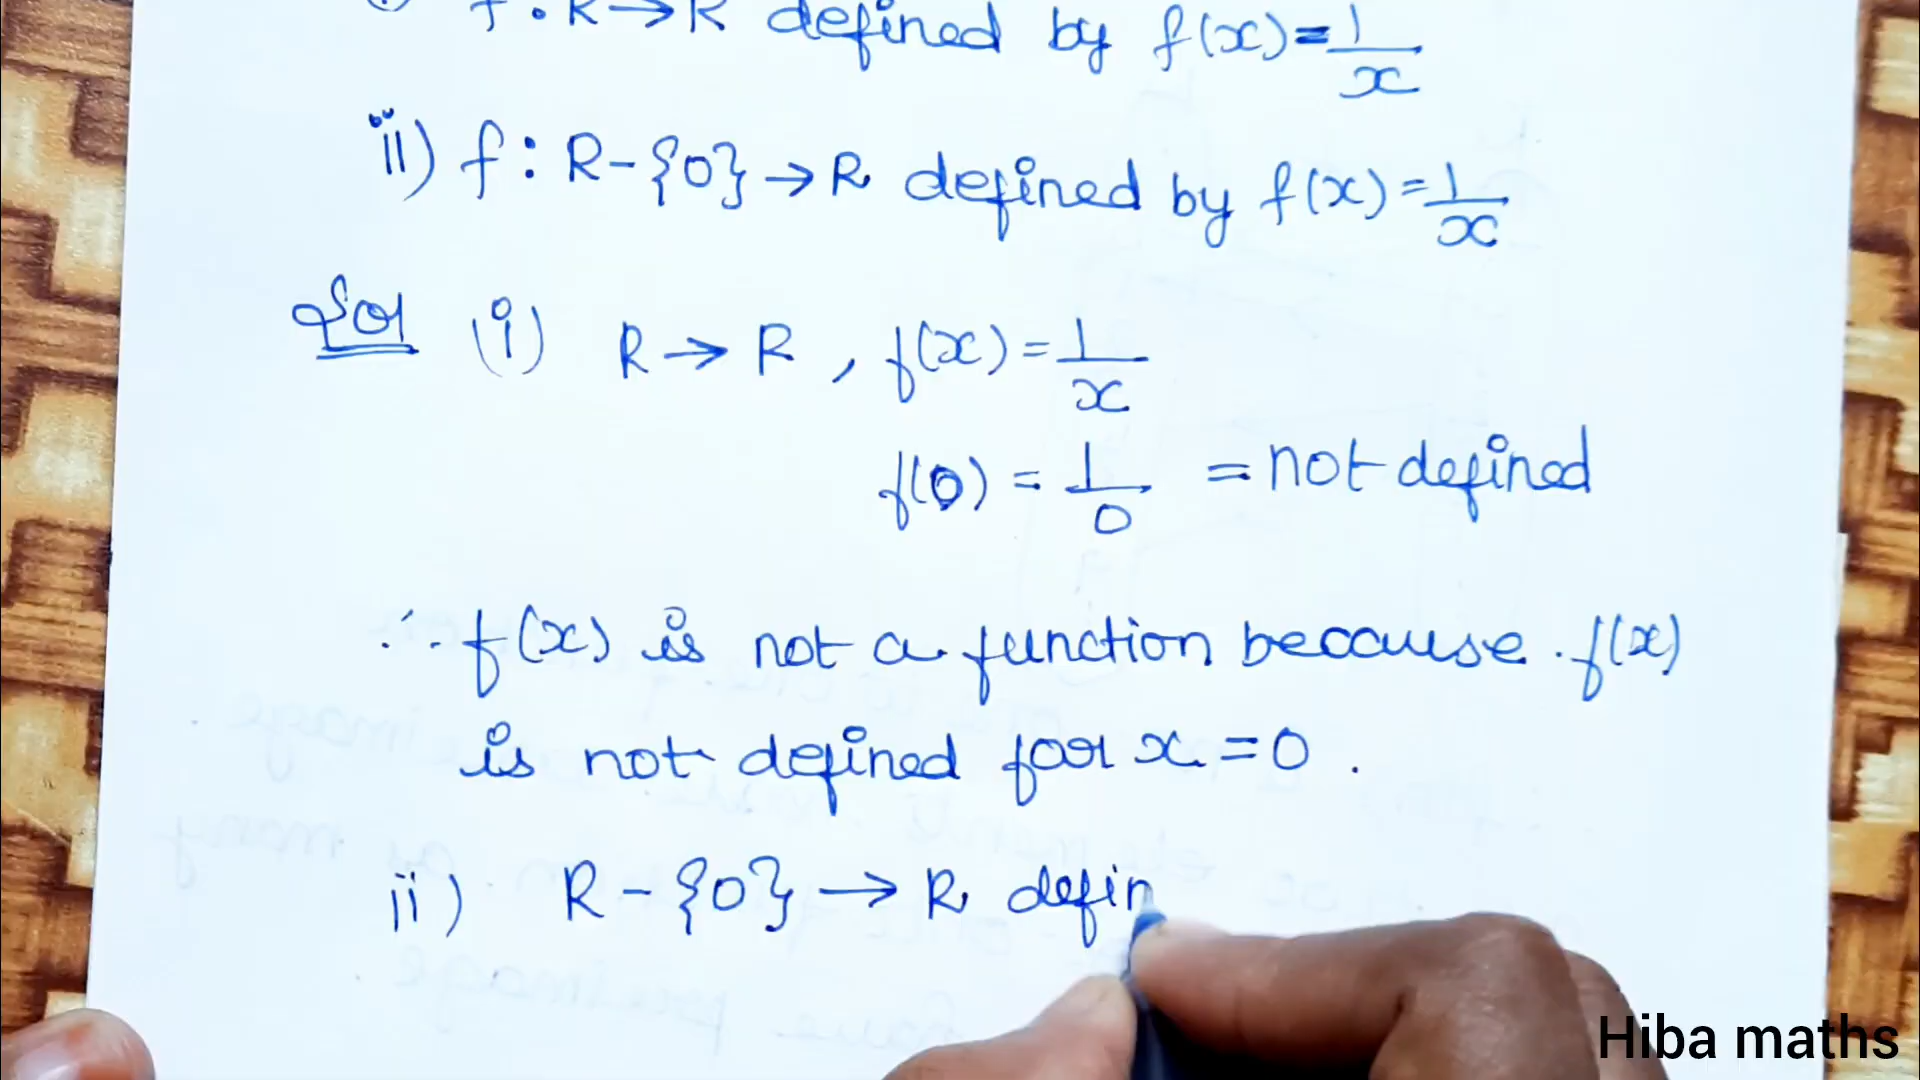 f : R → R defined by f(x) = 1/x
ii) f : R - {0} → R defined by f(x) = 1/x
Sol (i) R → R , f(x) = 1/x
f(0) = 1/0 = not defined
∴ f(x) is not a function because f(x)
is not defined for x = 0 .
ii) R - {0} → R defin
Hiba maths